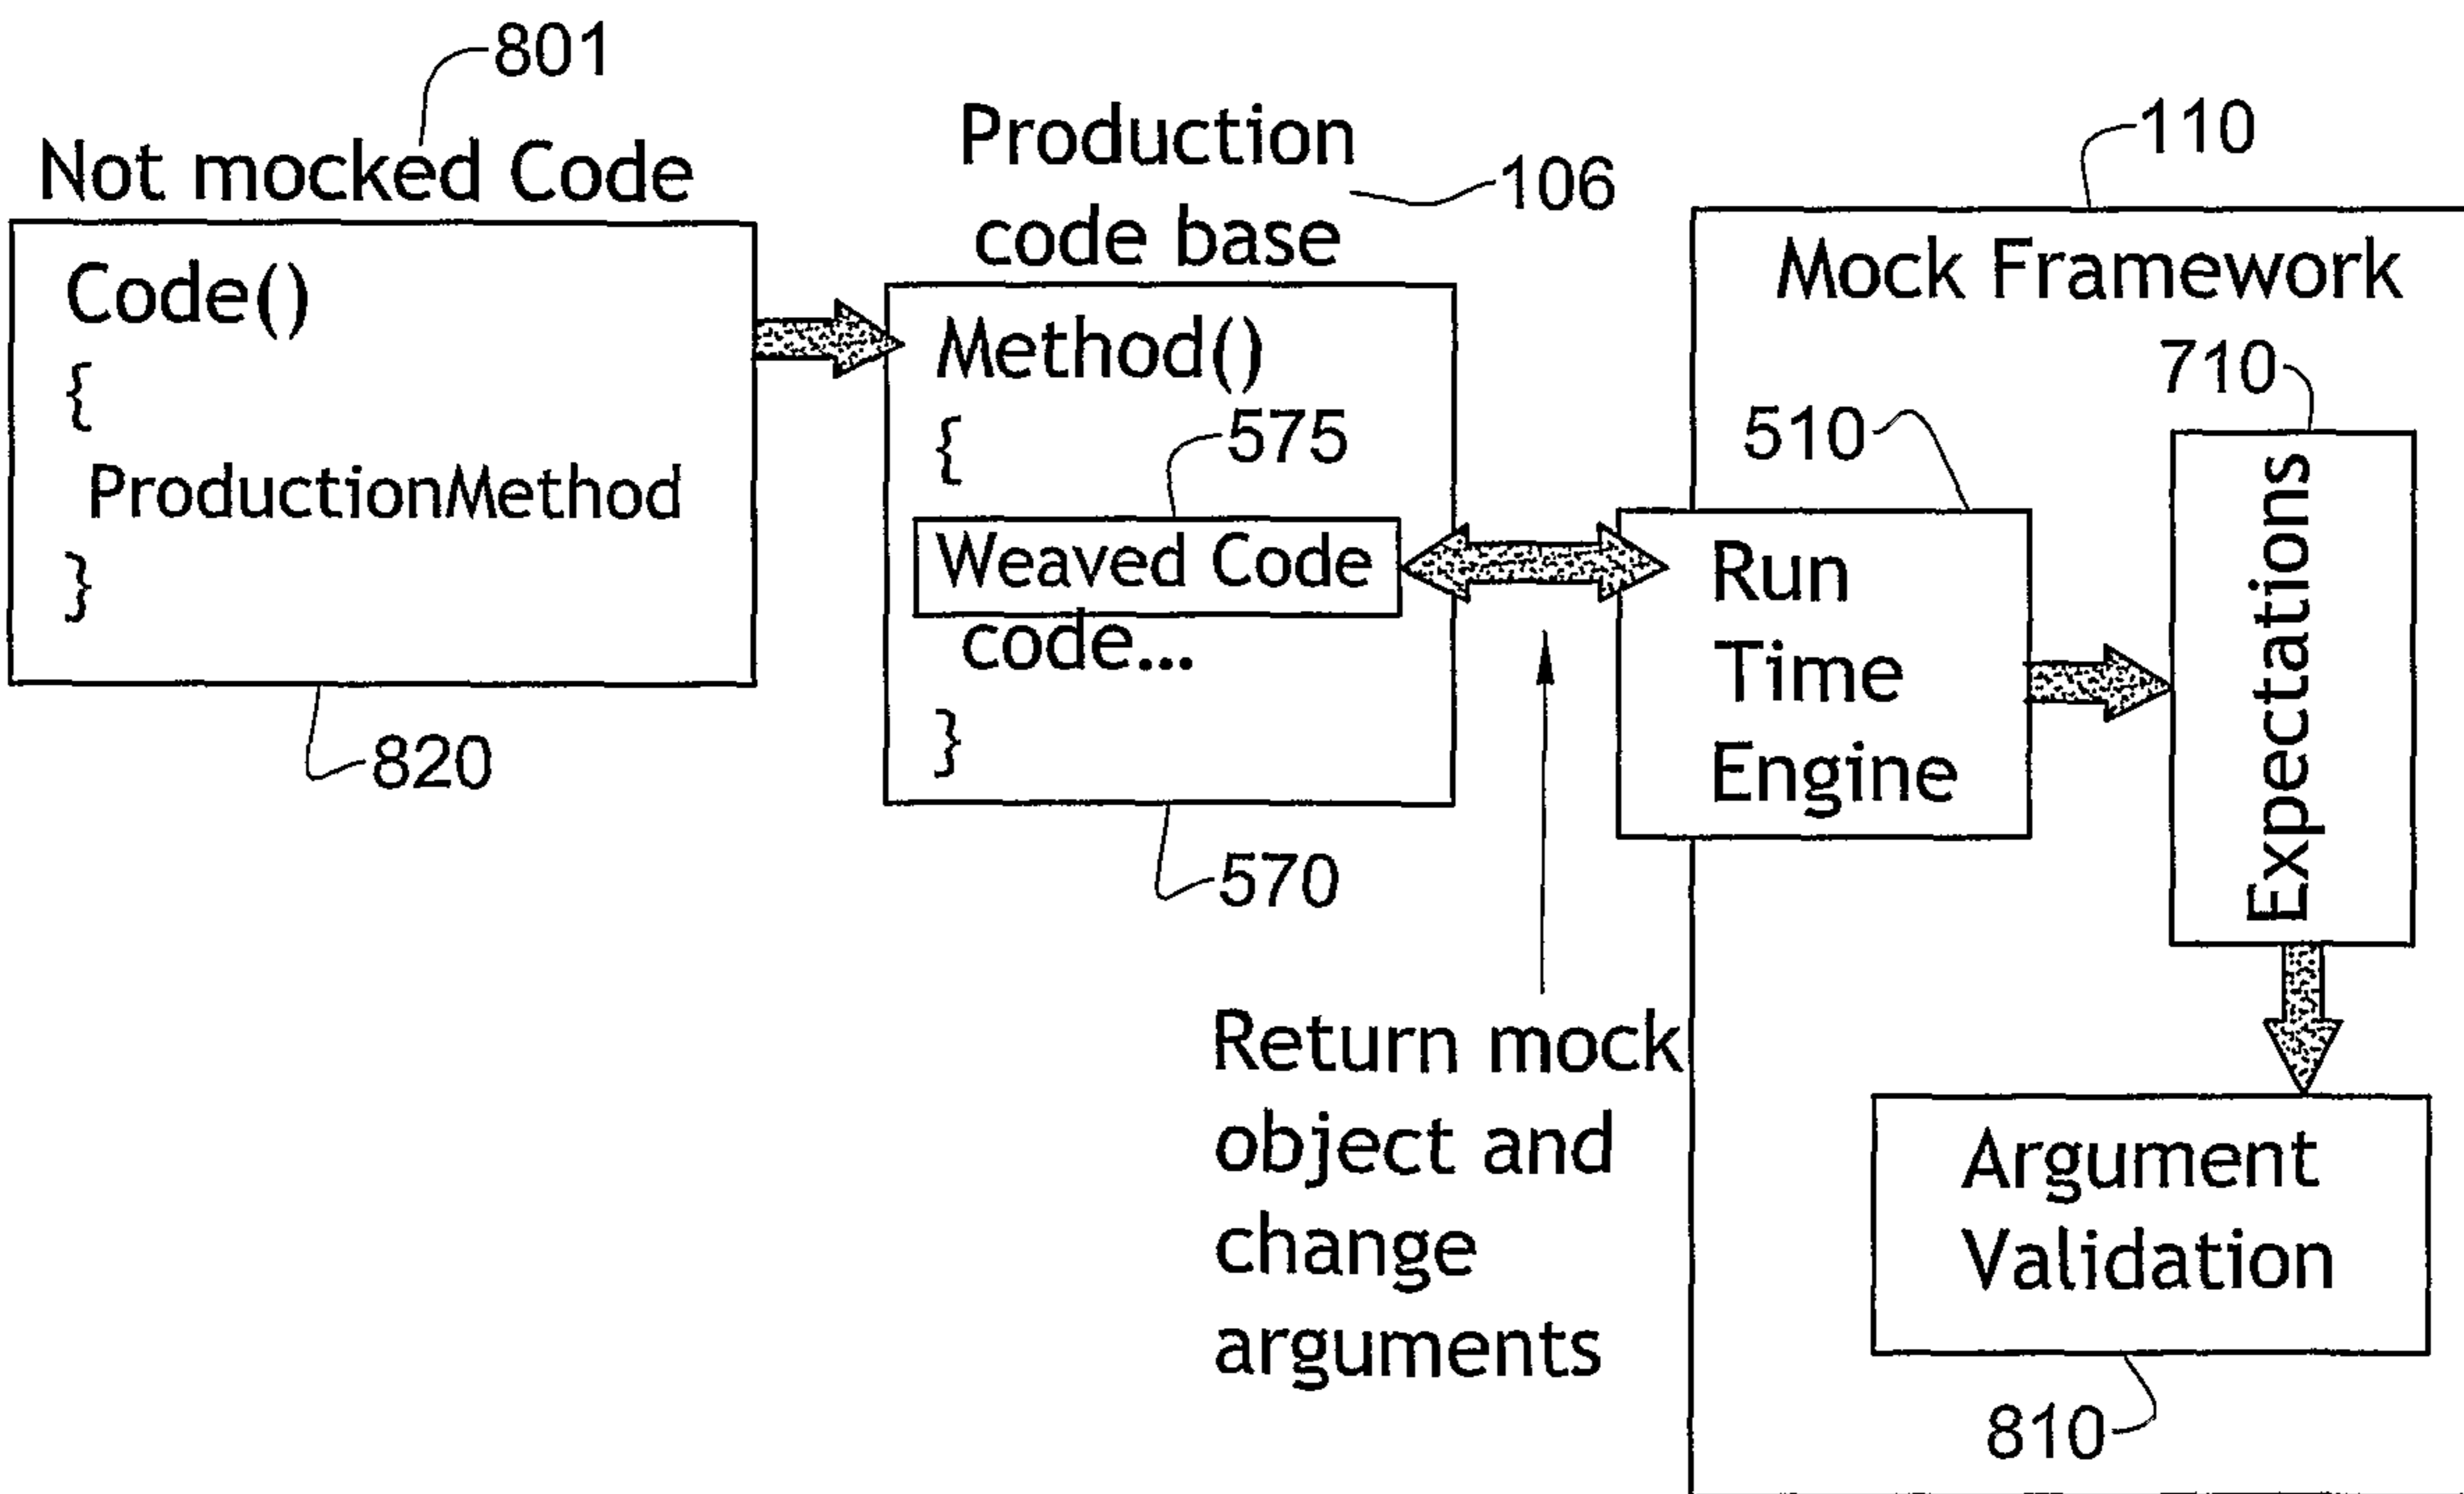 801
Not mocked Code
Code()
{
ProductionMethod
}
820
Production
code base
106
Method()
{
575
Weaved Code
code...
}
570
Return mock
object and
change
arguments
110
Mock Framework
510
Run
Time
Engine
710
Expectations
Argument
Validation
810